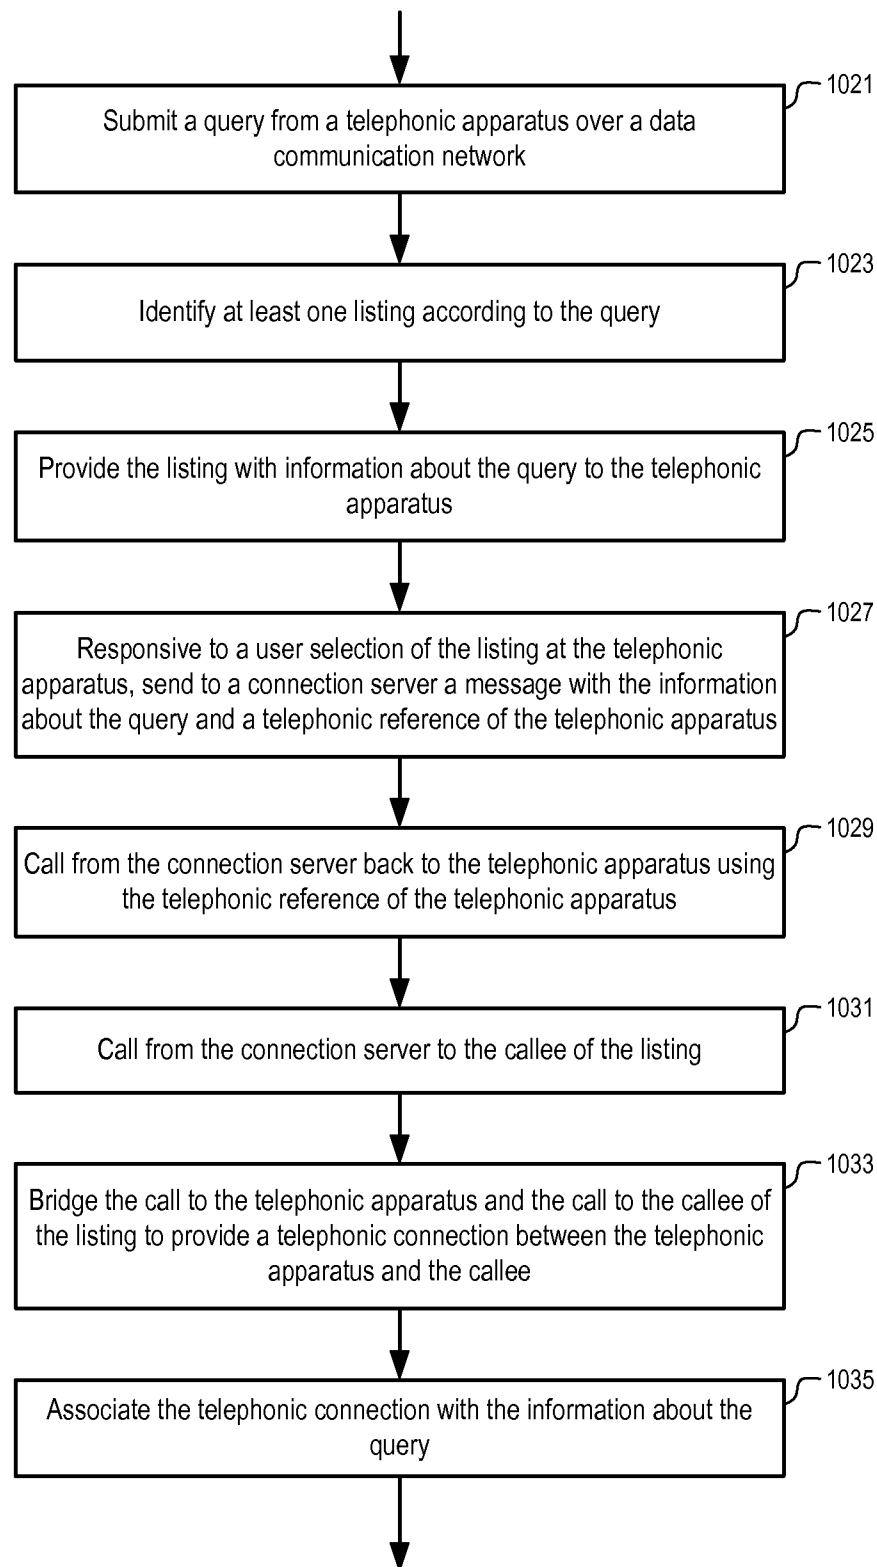 1021
Submit a query from a telephonic apparatus over a data
communication network
1023
Identify at least one listing according to the query
1025
Provide the listing with information about the query to the telephonic
apparatus
1027
Responsive to a user selection of the listing at the telephonic
apparatus, send to a connection server a message with the information
about the query and a telephonic reference of the telephonic apparatus
1029
Call from the connection server back to the telephonic apparatus using
the telephonic reference of the telephonic apparatus
1031
Call from the connection server to the callee of the listing
1033
Bridge the call to the telephonic apparatus and the call to the callee of
the listing to provide a telephonic connection between the telephonic
apparatus and the callee
1035
Associate the telephonic connection with the information about the
query